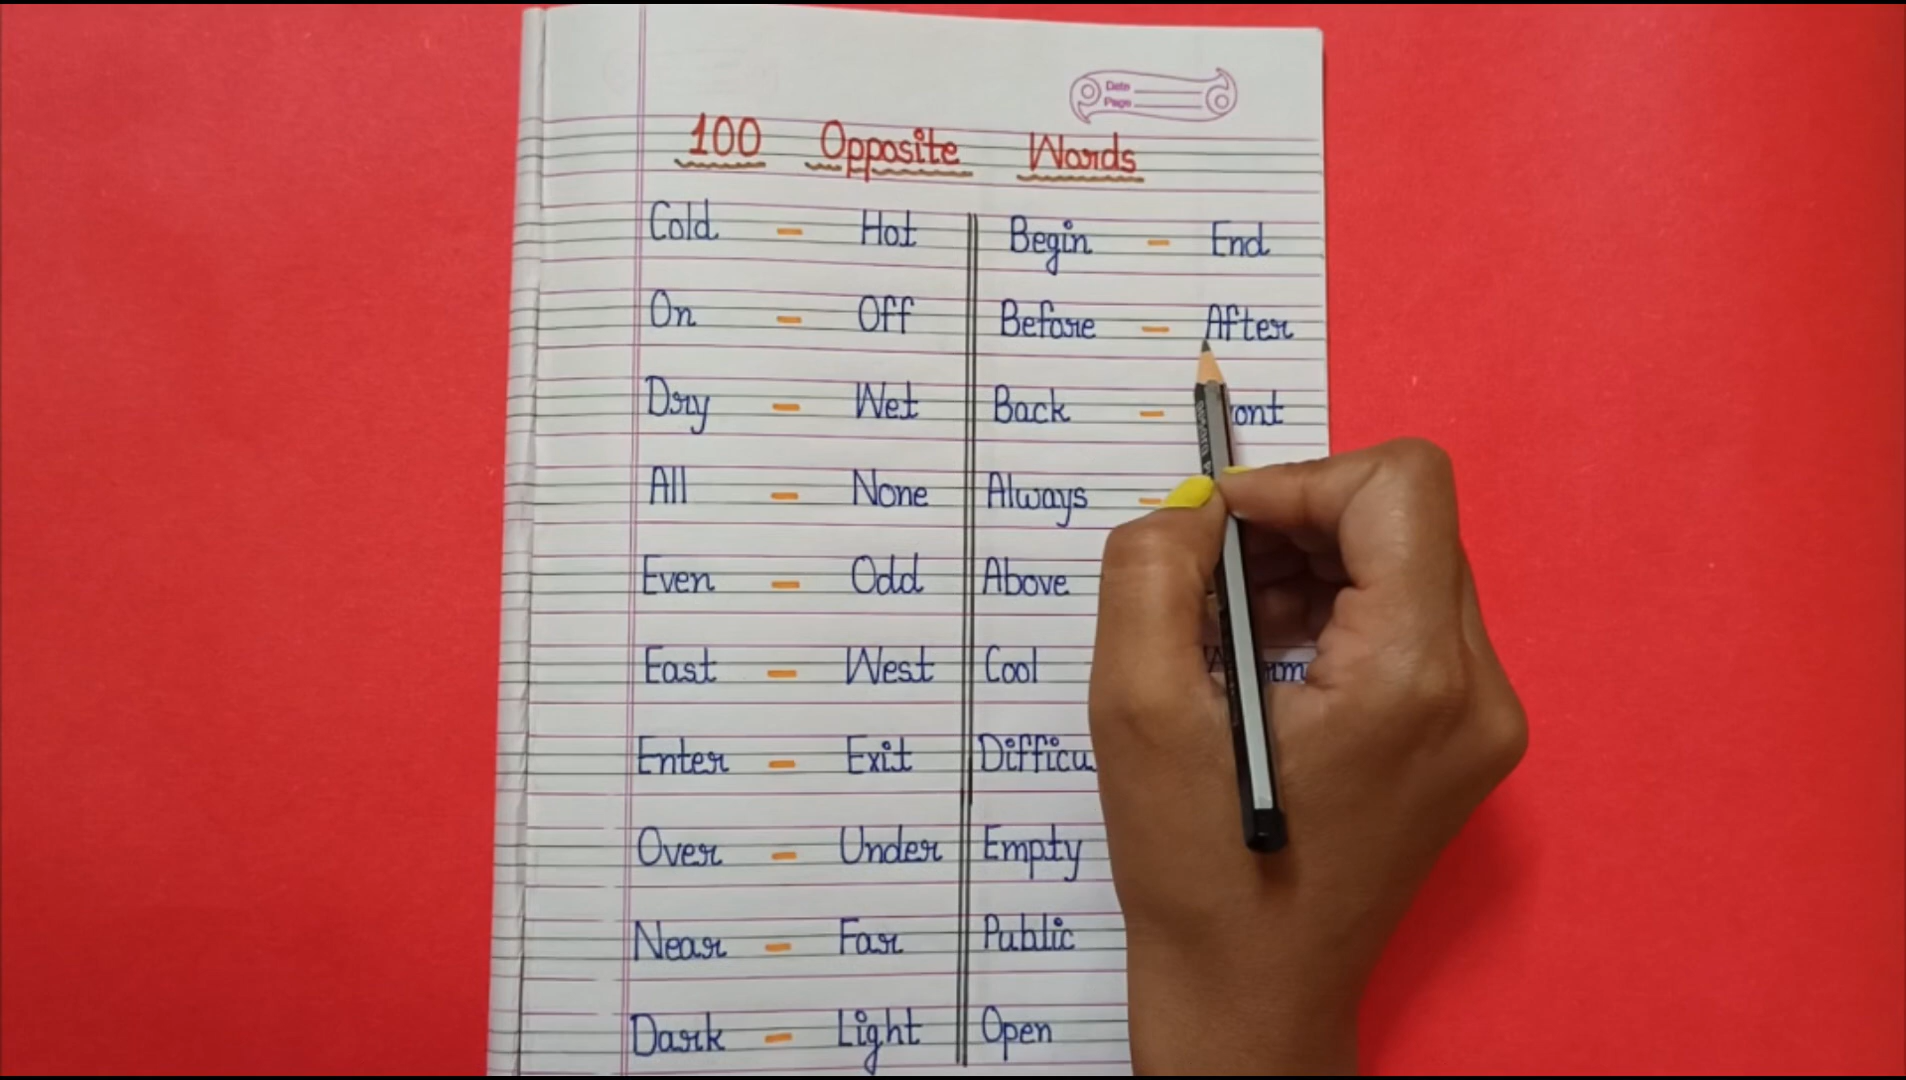 Date
Page
100 Opposite Words
Cold - Hot Begin - End
On - Off Before - After
Dry - Wet Back -
All - None Always -
Even - Odd Above
East - West Cool
Enter - Exit
Over - Under Empty
Near - Far Public
Dark - Light Open